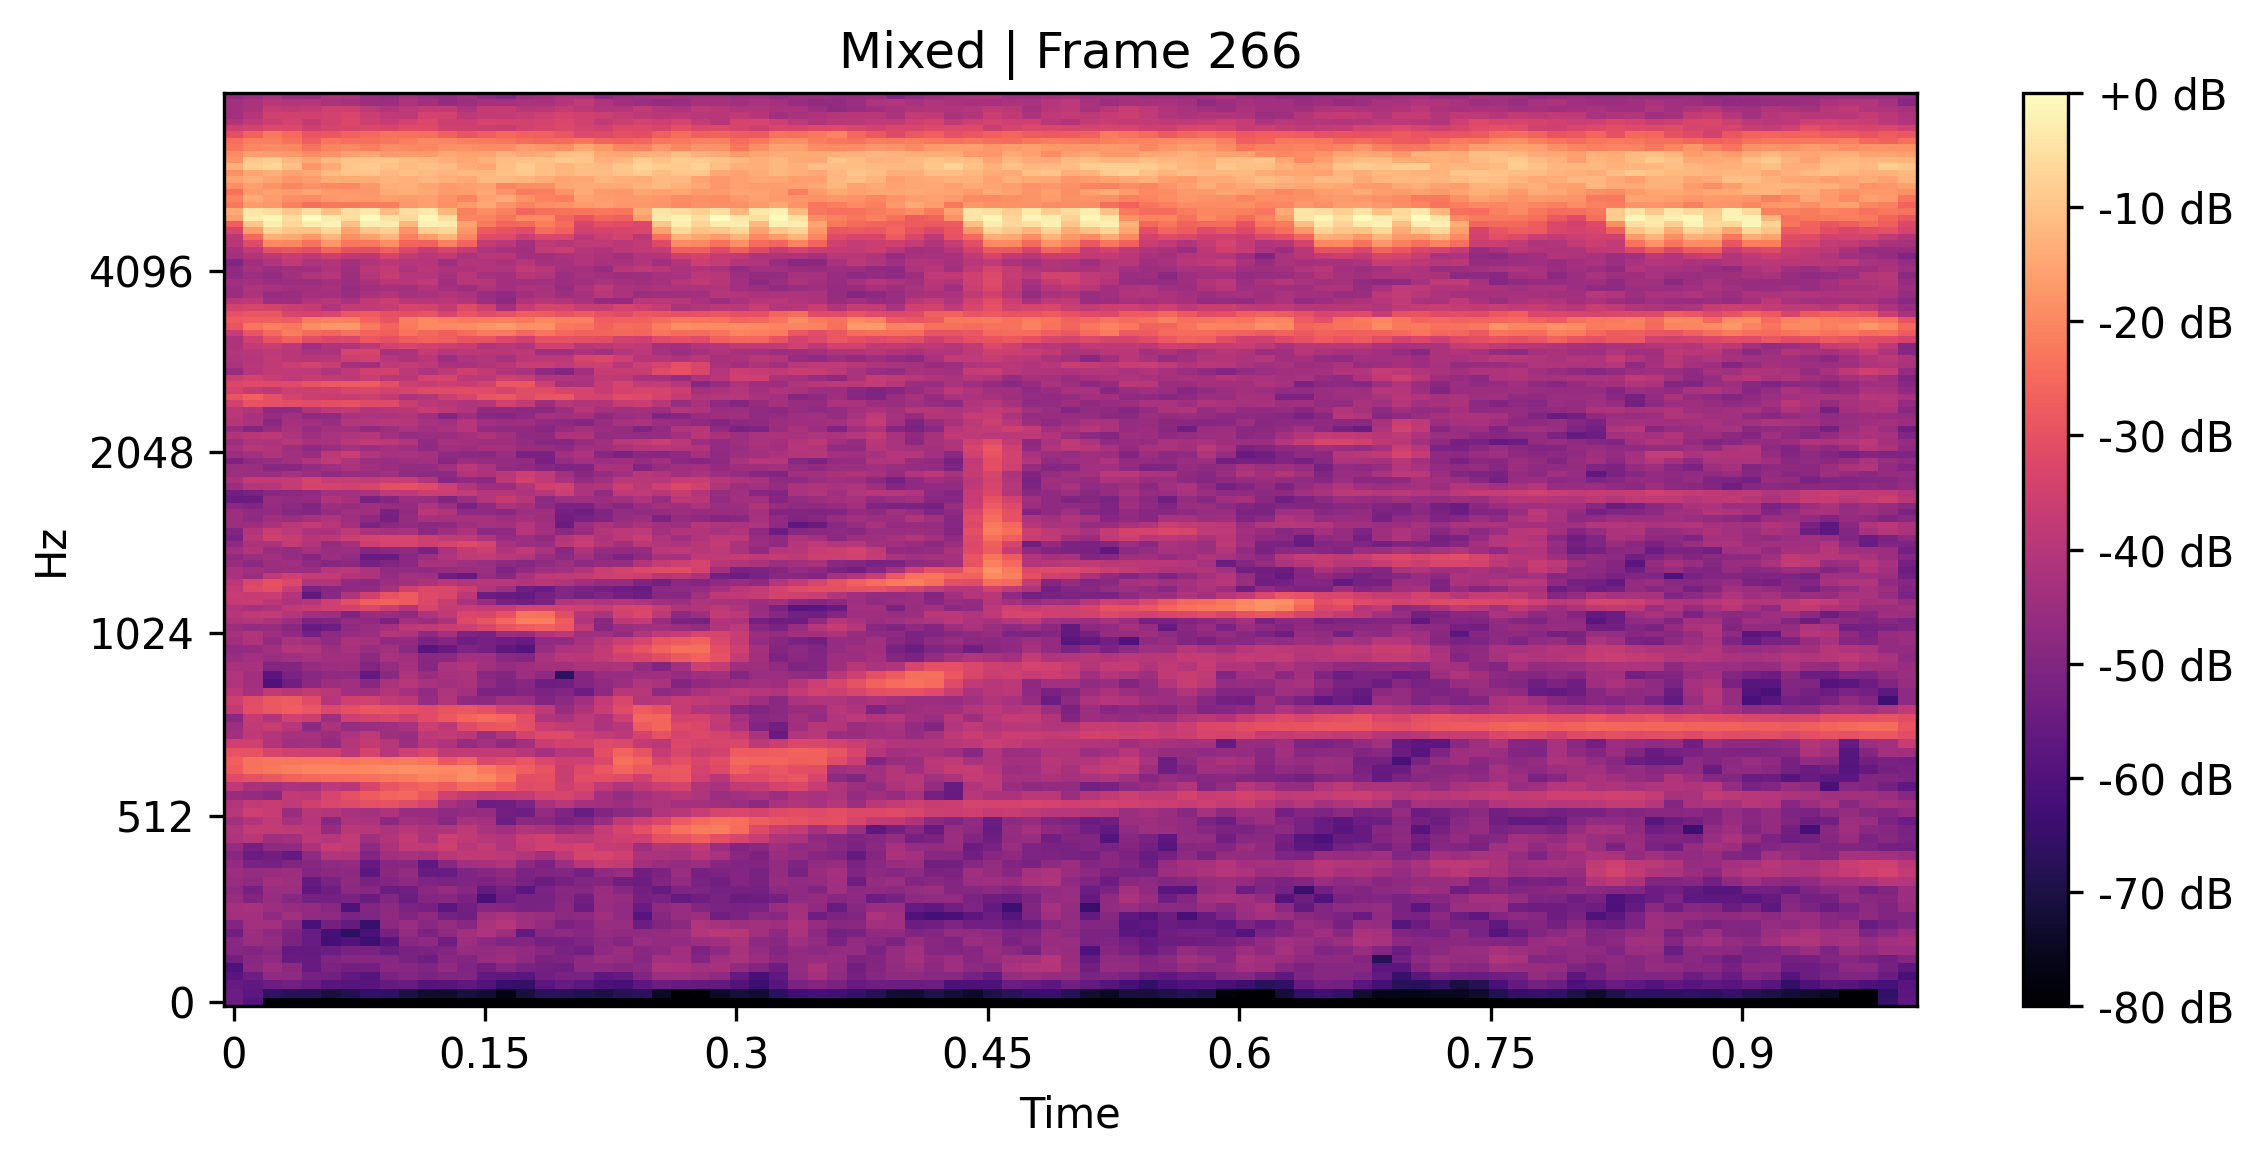 Mixed | Frame 266
Hz
4096
2048
1024
512
0
0 0.15 0.3 0.45 0.6 0.75 0.9
Time
+0 dB
-10 dB
-20 dB
-30 dB
-40 dB
-50 dB
-60 dB
-70 dB
-80 dB